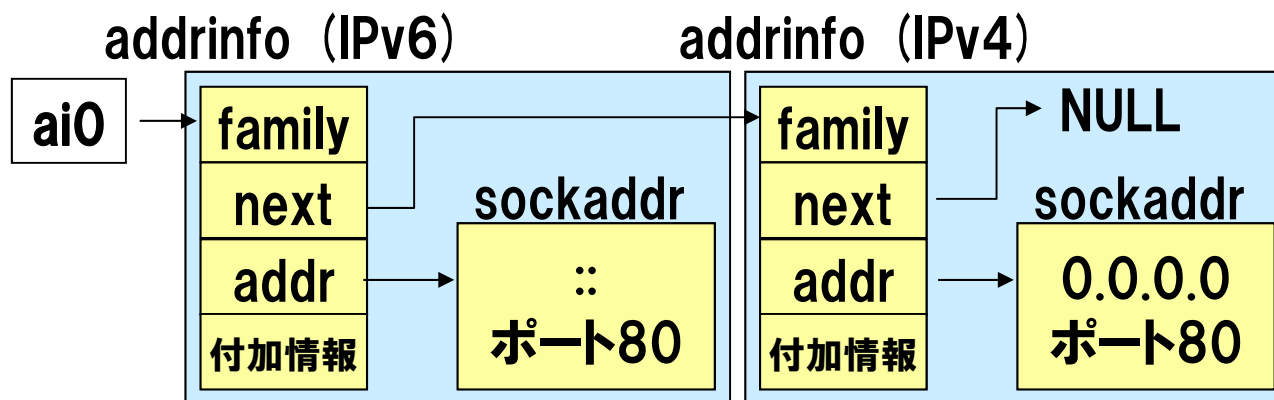 addrinfo (IPv6)
addrinfo (IPv4)
ai0
family
next
addr
付加情報
sockaddr
::
ポート80
family
next
addr
付加情報
NULL
sockaddr
0.0.0.0
ポート80